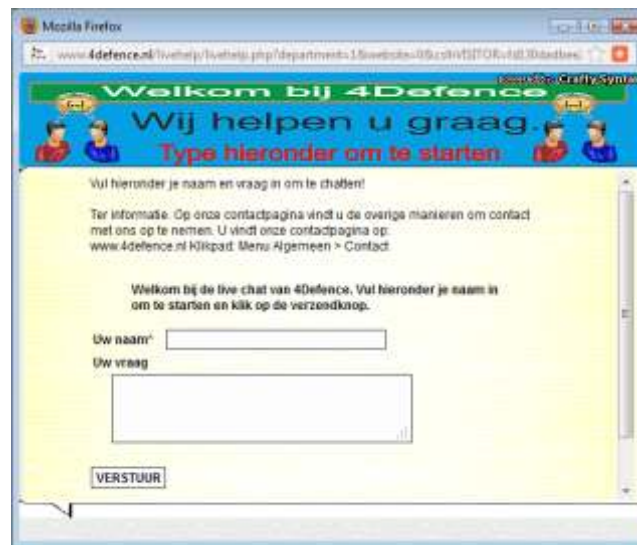 Mozilla Firefox
www.4defence.nl/livehelp/livehelp.php?department=1&website=0&
Crafty Syntax
Welkom bij 4Defence
Wij helpen u graag.
Type hieronder om te starten
Vul hieronder je naam en vraag in om te chatten!
Ter informatie. Op onze contactpagina vindt u de overige manieren om contact
met ons op te nemen. U vindt onze contactpagina op:
www.4defence.nl Klikpad: Menu Algemeen > Contact
Welkom bij de live chat van 4Defence. Vul hieronder je naam in
om te starten en klik op de verzendknop.
Uw naam*
Uw vraag
VERSTUUR